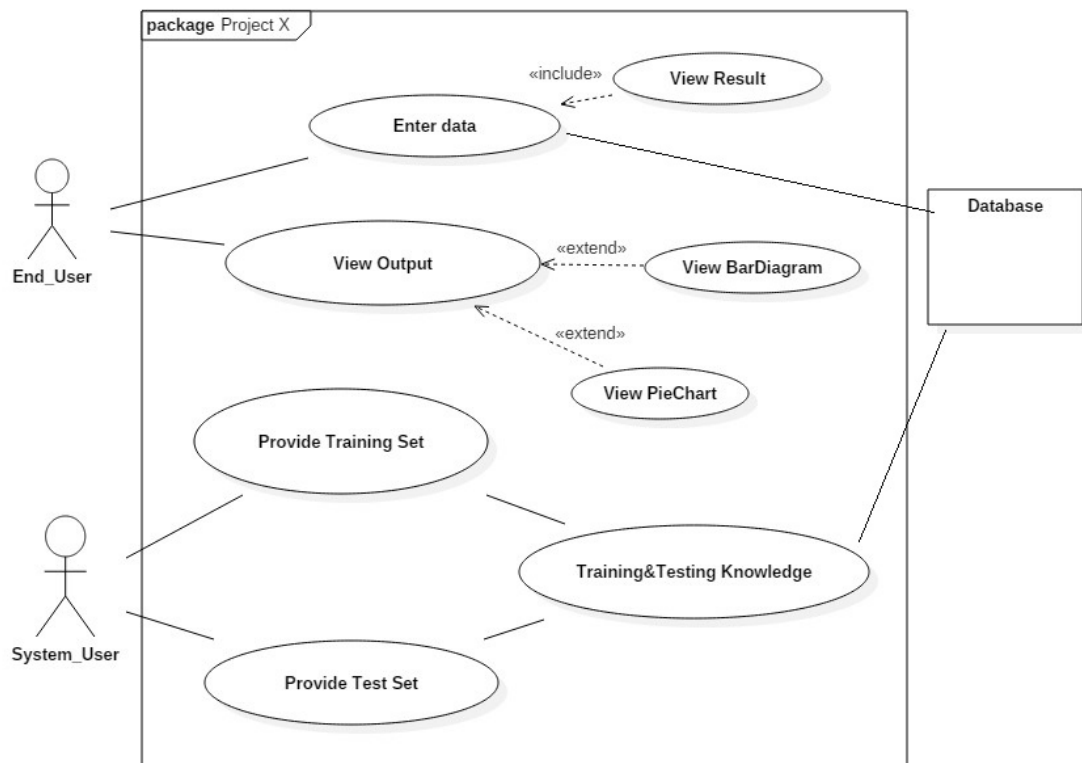 package Project X
«include»
View Result
Enter data
Database
End_User
View Output
«extend»
View BarDiagram
«extend»
View PieChart
Provide Training Set
Training&Testing Knowledge
System_User
Provide Test Set